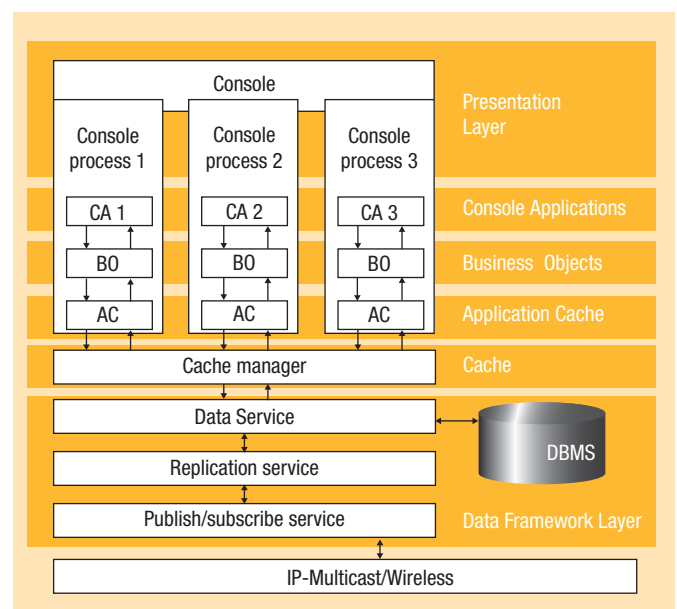 Console
Presentation
Layer
Console
process 1
Console
process 2
Console
process 3
CA 1
CA 2
CA 3
Console Applications
BO
BO
BO
Business Objects
AC
AC
AC
Application Cache
Cache manager
Cache
Data Service
DBMS
Replication service
Publish/subscribe service
Data Framework Layer
IP-Multicast/Wireless